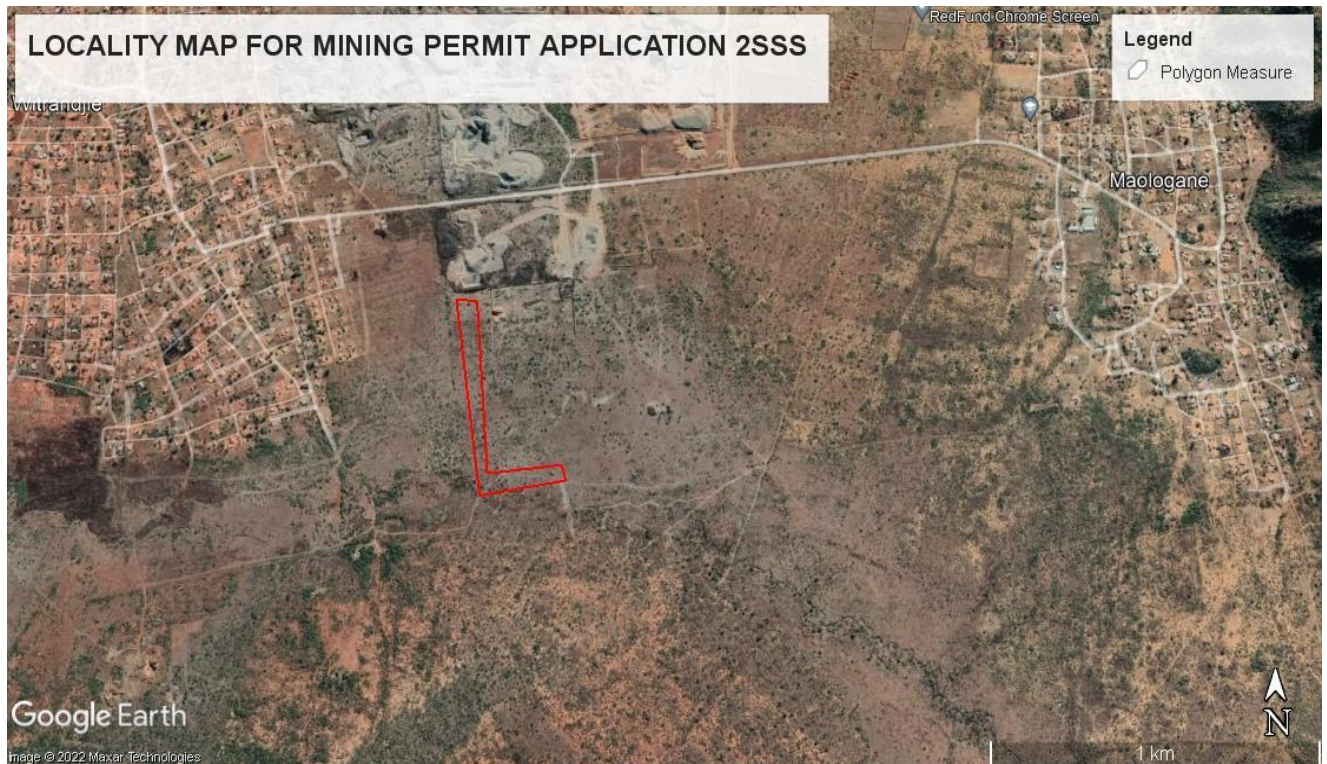 LOCALITY MAP FOR MINING PERMIT APPLICATION 2SSS
RedFund Chrome Screen
Legend
Polygon Measure
Witrandjie
Maologane
Google Earth
Image © 2022 Maxar Technologies
N
1 km